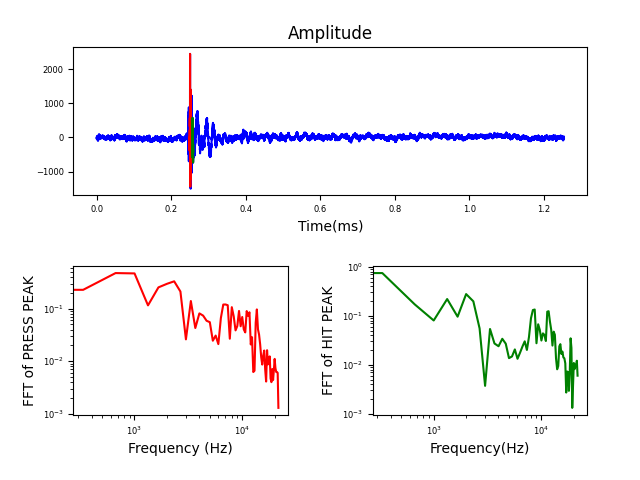 Amplitude
2000
1000
0
−1000
0.0 0.2 0.4 0.6 0.8 1.0 1.2
Time(ms)
FFT of PRESS PEAK
10⁻¹
10⁻²
10⁻³
10³ 10⁴
Frequency (Hz)
FFT of HIT PEAK
10⁰
10⁻¹
10⁻²
10⁻³
10³ 10⁴
Frequency(Hz)